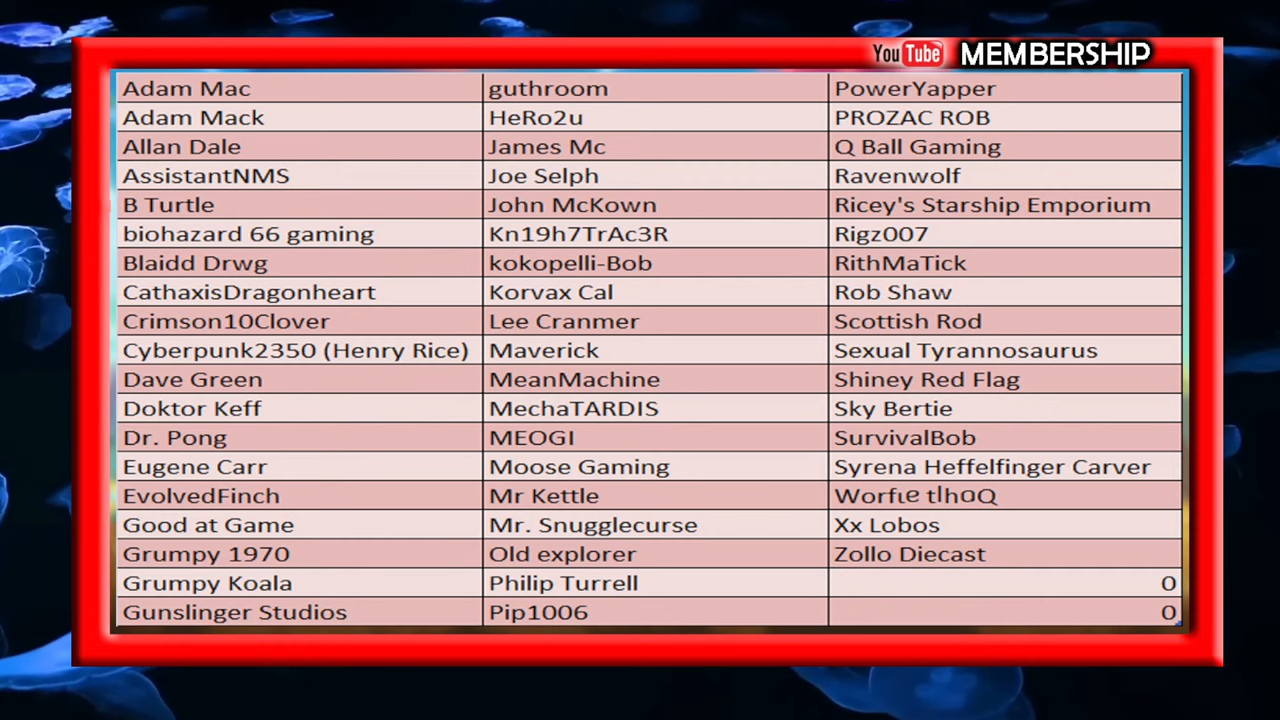 YouTube MEMBERSHIP
Adam Mac guthroom PowerYapper
Adam Mack HeRo2u PROZAC ROB
Allan Dale James Mc Q Ball Gaming
AssistantNMS Joe Selph Ravenwolf
B Turtle John McKown Ricey's Starship Emporium
biohazard 66 gaming Kn19h7TrAc3R Rigz007
Blaidd Drwg kokopelli-Bob RithMaTick
CathaxisDragonheart Korvax Cal Rob Shaw
Crimson10Clover Lee Cranmer Scottish Rod
Cyberpunk2350 (Henry Rice) Maverick Sexual Tyrannosaurus
Dave Green MeanMachine Shiney Red Flag
Doktor Keff MechaTARDIS Sky Bertie
Dr. Pong MEOGI SurvivalBob
Eugene Carr Moose Gaming Syrena Heffelfinger Carver
EvolvedFinch Mr Kettle
Good at Game Mr. Snugglecurse Xx Lobos
Grumpy 1970 Old explorer Zollo Diecast
Grumpy Koala Philip Turrell 0
Gunslinger Studios Pip1006 0